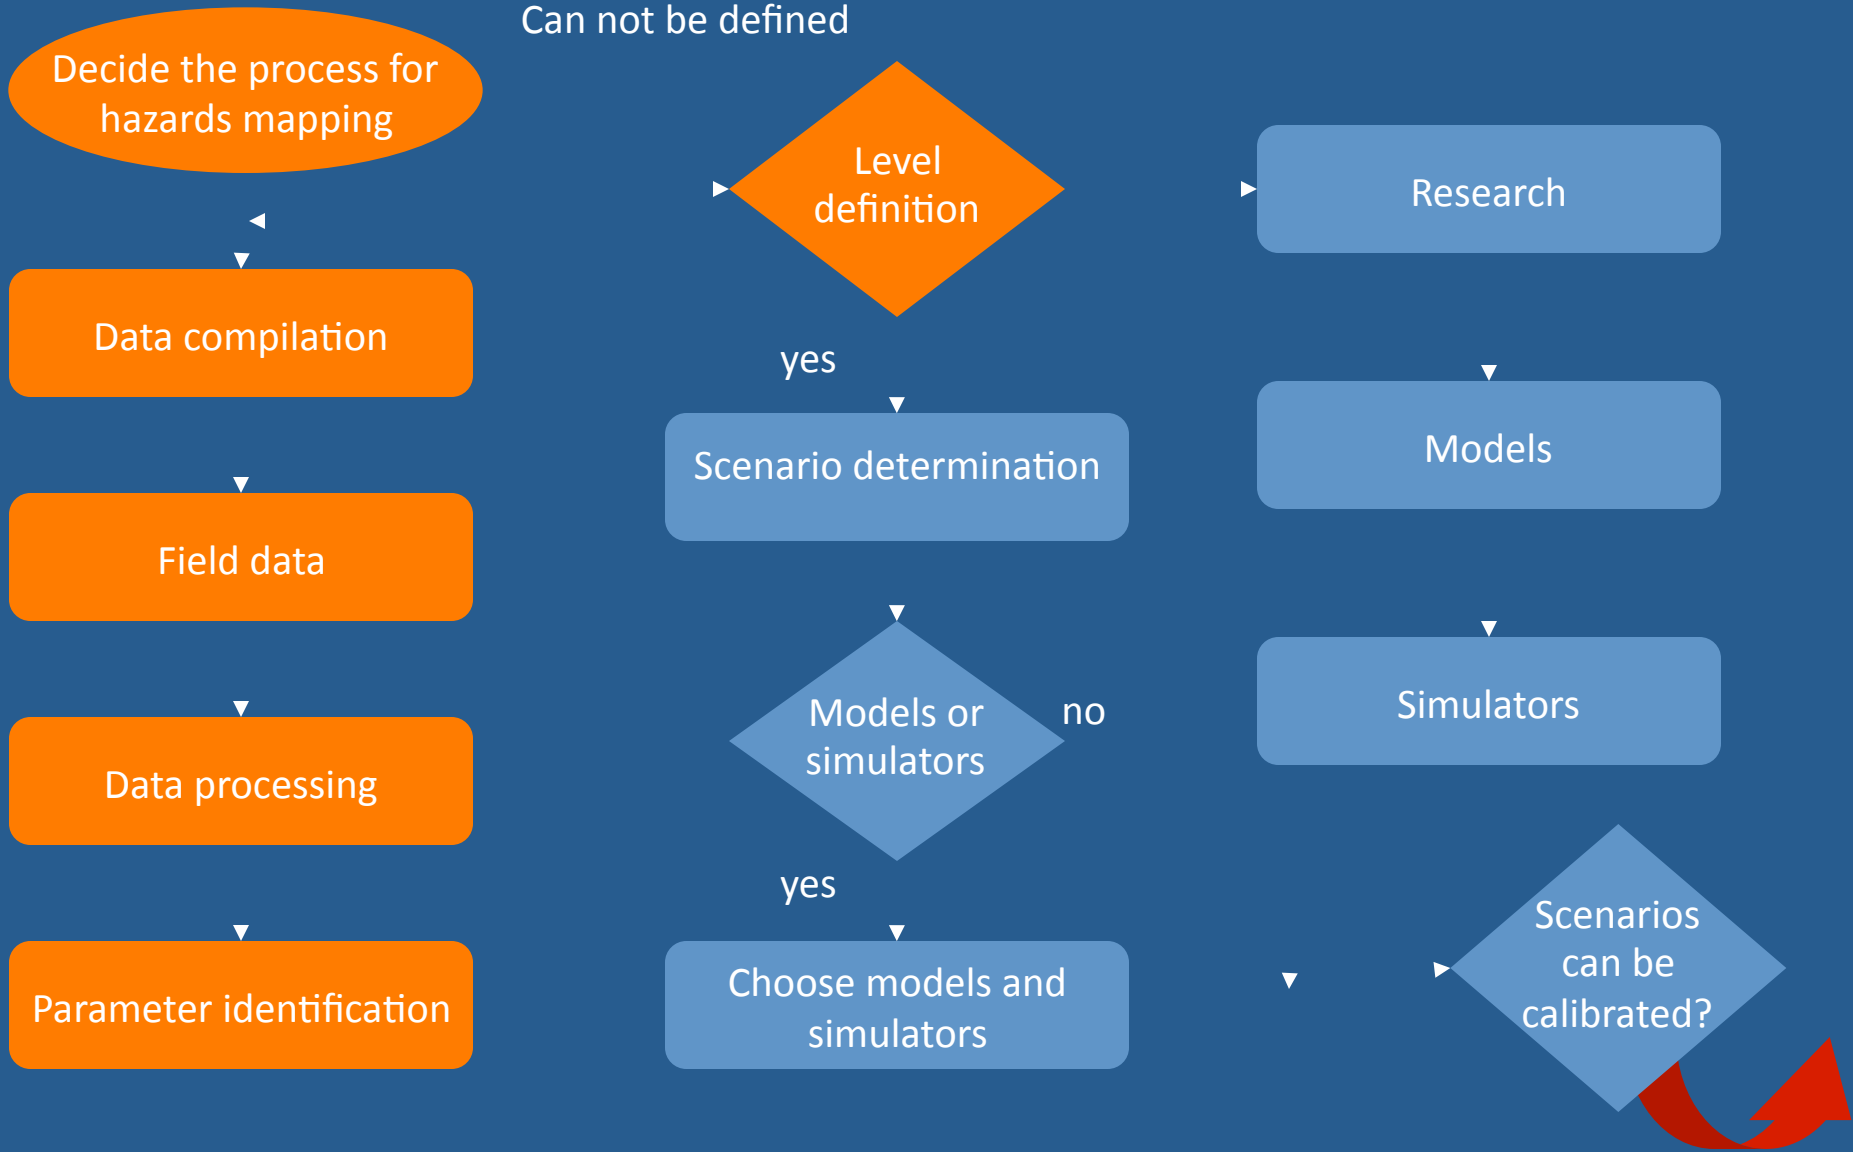 Can not be defined
Decide the process for
hazards mapping
Data compilation
Field data
Data processing
Parameter identification
Level
definition
yes
Scenario determination
Models or
simulators
no
yes
Choose models and
simulators
Research
Models
Simulators
Scenarios
can be
calibrated?